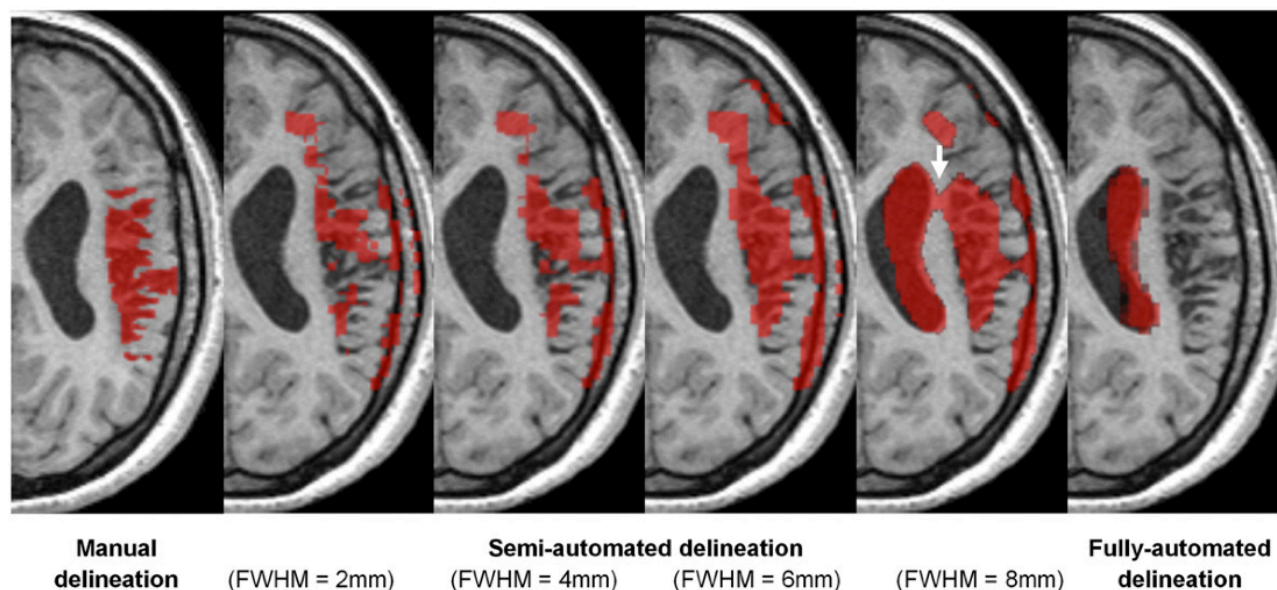 Manual
delineation
Semi-automated delineation
(FWHM = 2mm)
(FWHM = 4mm)
(FWHM = 6mm)
(FWHM = 8mm)
Fully-automated
delineation